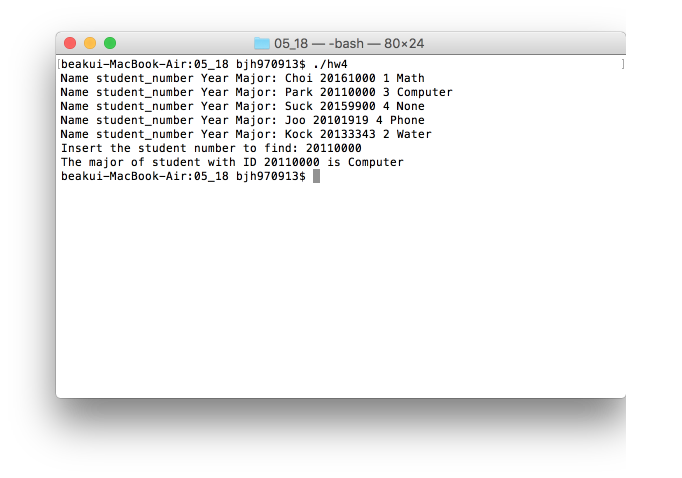 05_18 — -bash — 80×24
[beakui-MacBook-Air:05_18 bjh970913$ ./hw4 ]
Name student_number Year Major: Choi 20161000 1 Math
Name student_number Year Major: Park 20110000 3 Computer
Name student_number Year Major: Suck 20159900 4 None
Name student_number Year Major: Joo 20101919 4 Phone
Name student_number Year Major: Kock 20133343 2 Water
Insert the student number to find: 20110000
The major of student with ID 20110000 is Computer
beakui-MacBook-Air:05_18 bjh970913$